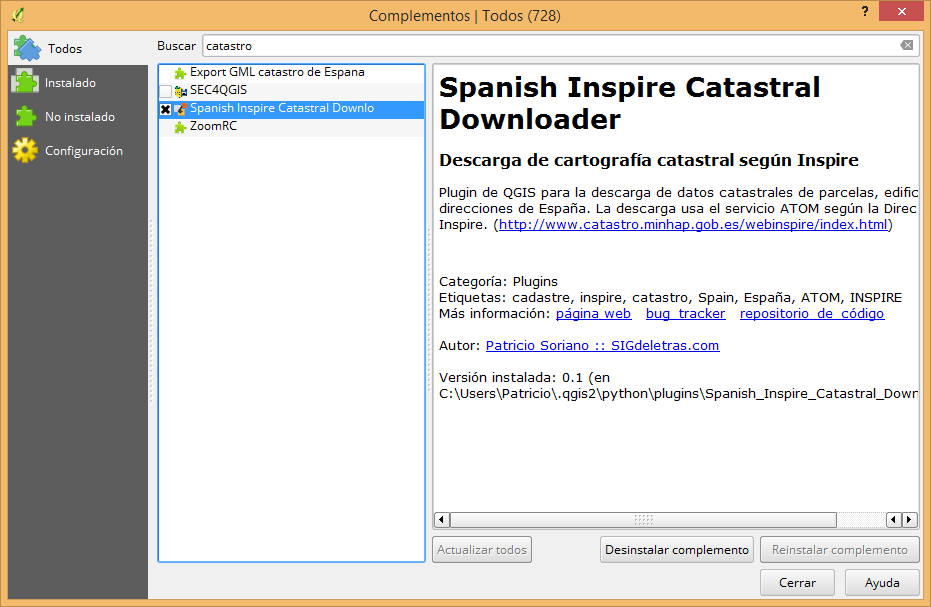 Complementos | Todos (728)
?
Todos
Instalado
No instalado
Configuración
Buscar
catastro
Export GML catastro de Espana
SEC4QGIS
Spanish Inspire Catastral Downlo
ZoomRC
Spanish Inspire Catastral
Downloader
Descarga de cartografía catastral según Inspire
Plugin de QGIS para la descarga de datos catastrales de parcelas, edific
direcciones de España. La descarga usa el servicio ATOM según la Direc
Inspire. (http://www.catastro.minhap.gob.es/webinspire/index.html)
Categoría: Plugins
Etiquetas: cadastre, inspire, catastro, Spain, España, ATOM, INSPIRE
Más información: página web bug tracker repositorio de código
Autor: Patricio Soriano :: SIGdeletras.com
Versión instalada: 0.1 (en
C:\Users\Patricio\.qgis2\python\plugins\Spanish_Inspire_Catastral_Down
Actualizar todos
Desinstalar complemento
Reinstalar complemento
Cerrar
Ayuda